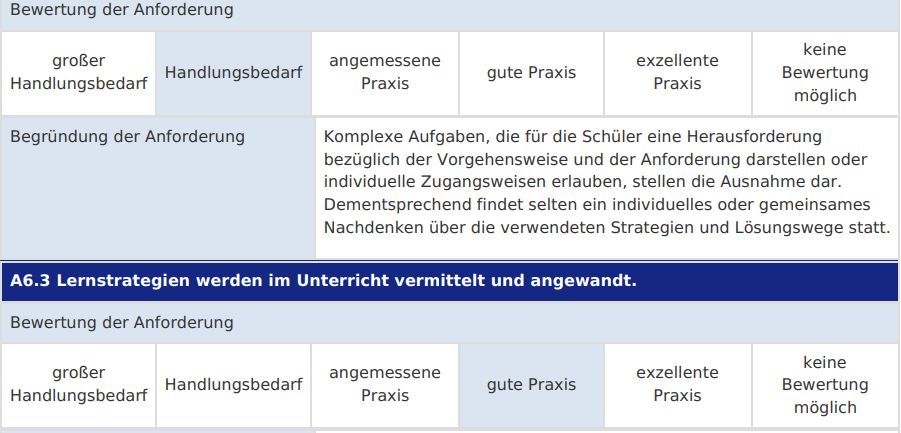 Bewertung der Anforderung
großer
Handlungsbedarf
Handlungsbedarf
angemessene
Praxis
gute Praxis
exzellente
Praxis
keine
Bewertung
möglich
Begründung der Anforderung
Komplexe Aufgaben, die für die Schüler eine Herausforderung
bezüglich der Vorgehensweise und der Anforderung darstellen oder
individuelle Zugangsweisen erlauben, stellen die Ausnahme dar.
Dementsprechend findet selten ein individuelles oder gemeinsames
Nachdenken über die verwendeten Strategien und Lösungswege statt.
A6.3 Lernstrategien werden im Unterricht vermittelt und angewandt.
Bewertung der Anforderung
großer
Handlungsbedarf
Handlungsbedarf
angemessene
Praxis
gute Praxis
exzellente
Praxis
keine
Bewertung
möglich